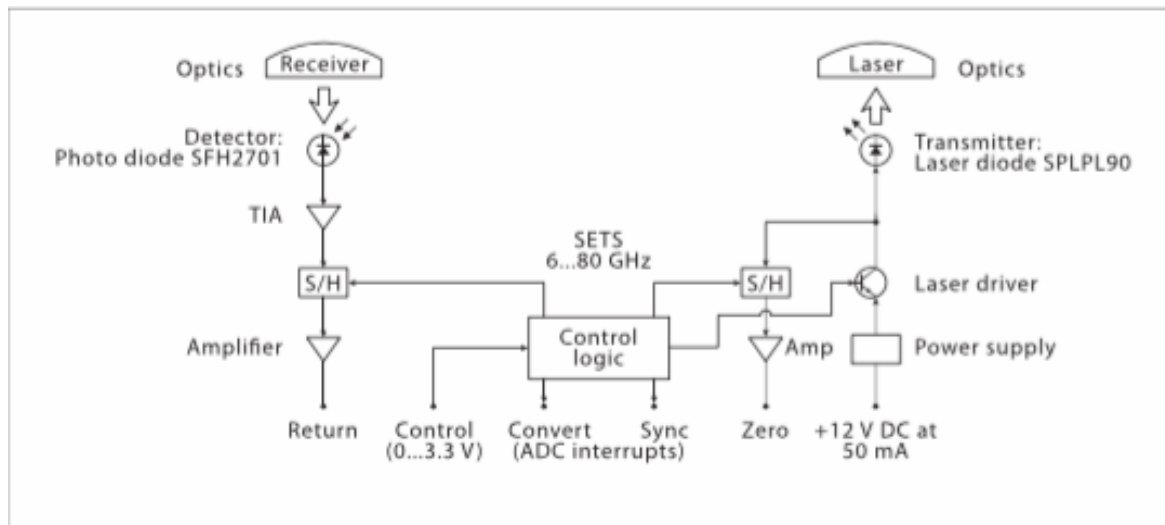 Optics
Receiver
Laser
Optics
Detector:
Photo diode SFH2701
Transmitter:
Laser diode SPLPL90
TIA
SETS
6...80 GHz
S/H
S/H
Laser driver
Amplifier
Control
logic
Amp
Power supply
Return
Control
(0...3.3 V)
Convert
Sync
(ADC interrupts)
Zero
+12 V DC at
50 mA